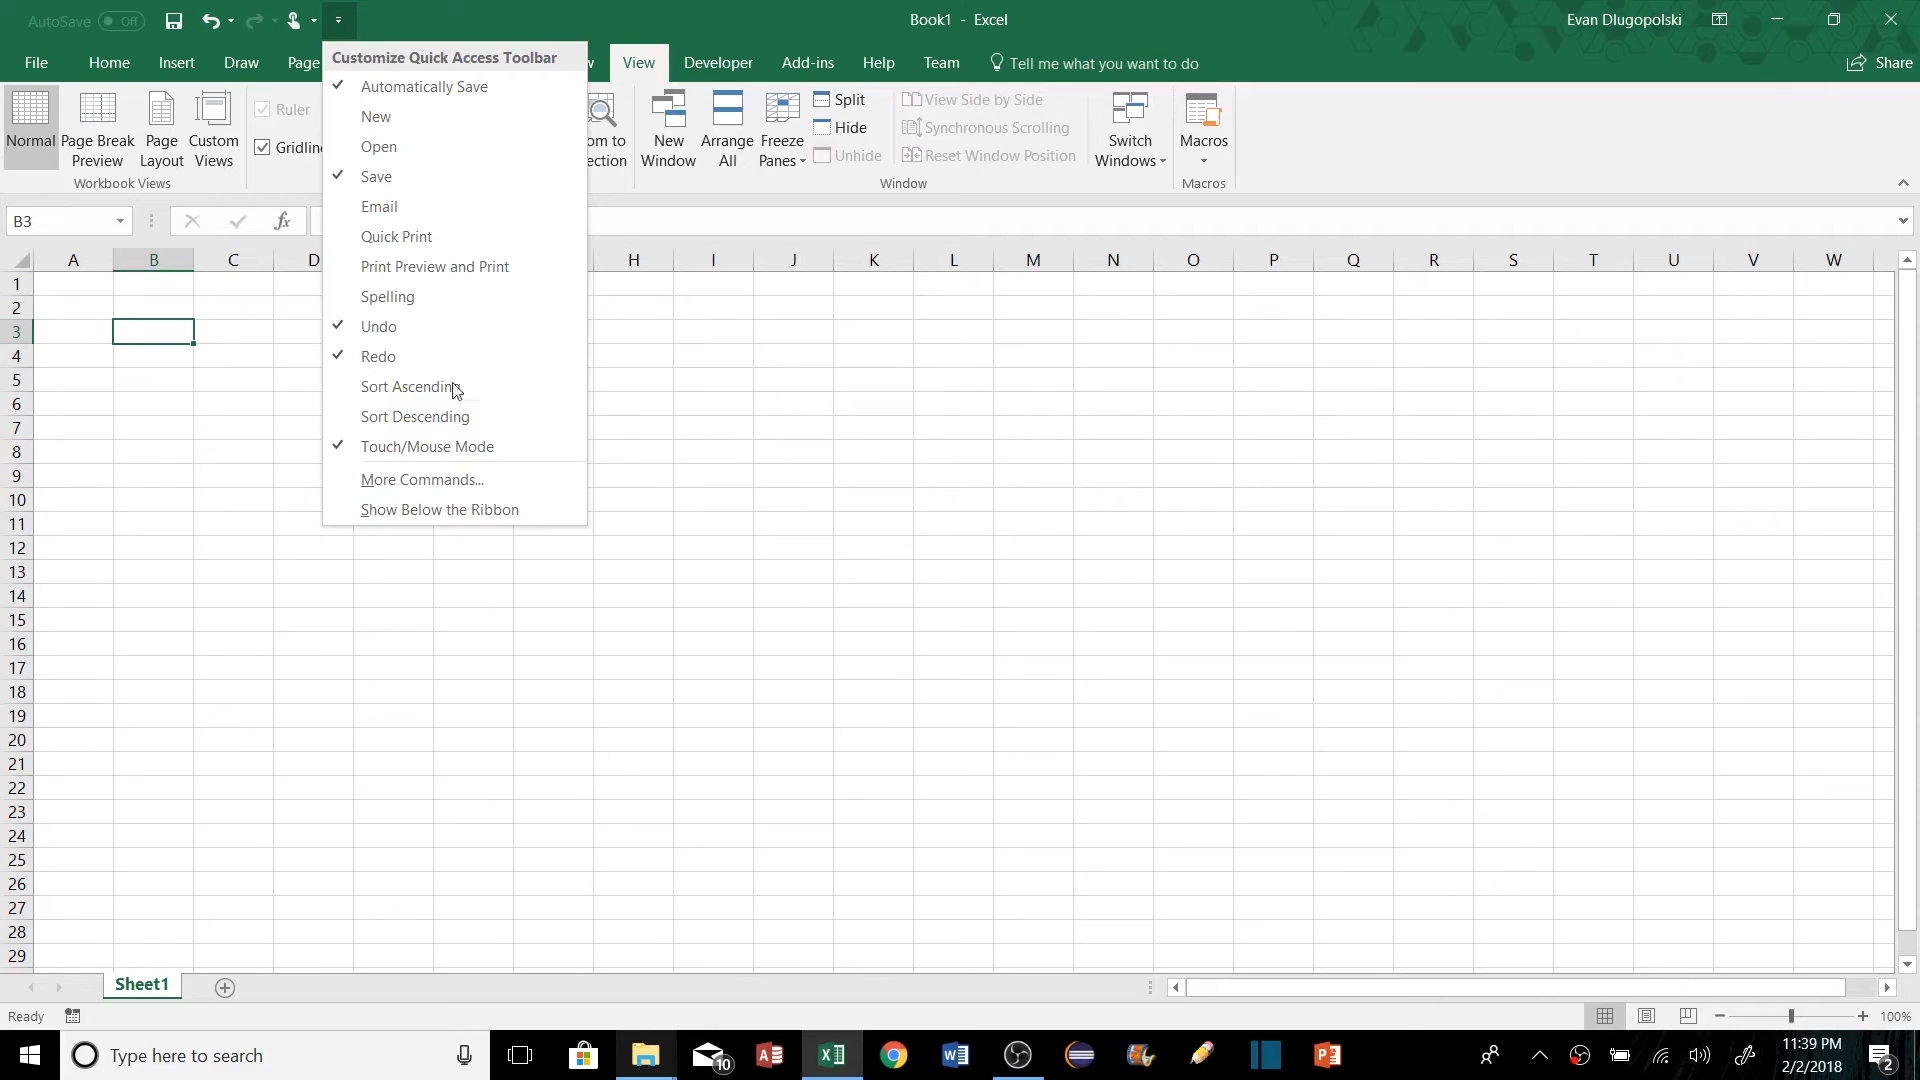 AutoSave Off
Book1 - Excel
Evan Dlugopolski
File Home Insert Draw Page View Developer Add-ins Help Team Tell me what you want to do Share
Customize Quick Access Toolbar
Automatically Save
New
Open
Save
Email
Quick Print
Print Preview and Print
Spelling
Undo
Redo
Sort Ascending
Sort Descending
Touch/Mouse Mode
More Commands...
Show Below the Ribbon
Normal
Page Break
Preview
Page
Layout
Custom
Views
Workbook Views
Ruler
Gridlin
om to
ection
New
Window
Arrange
All
Freeze
Panes
Split
Hide
Unhide
View Side by Side
Synchronous Scrolling
Reset Window Position
Window
Switch
Windows
Macros
Macros
B3
fx
A B C D H I J K L M N O P Q R S T U V W
1
2
3
4
5
6
7
8
9
10
11
12
13
14
15
16
17
18
19
20
21
22
23
24
25
26
27
28
29
Sheet1
Ready
100%
Type here to search
10
11:39 PM
2/2/2018
2